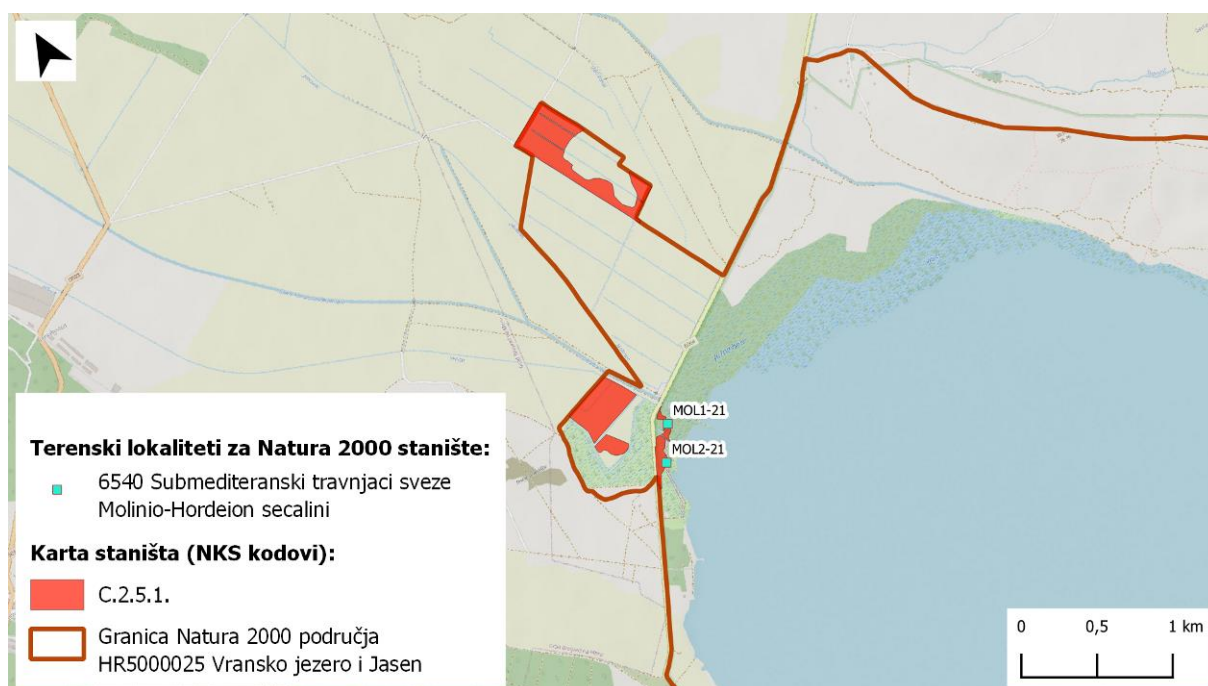 MOL1-21
MOL2-21
Terenski lokaliteti za Natura 2000 stanište:
6540 Submediteranski travnjaci sveze
Molinio-Hordeion secalini
Karta staništa (NKS kodovi):
C.2.5.1.
Granica Natura 2000 područja
HR5000025 Vransko jezero i Jasen
0 0,5 1 km